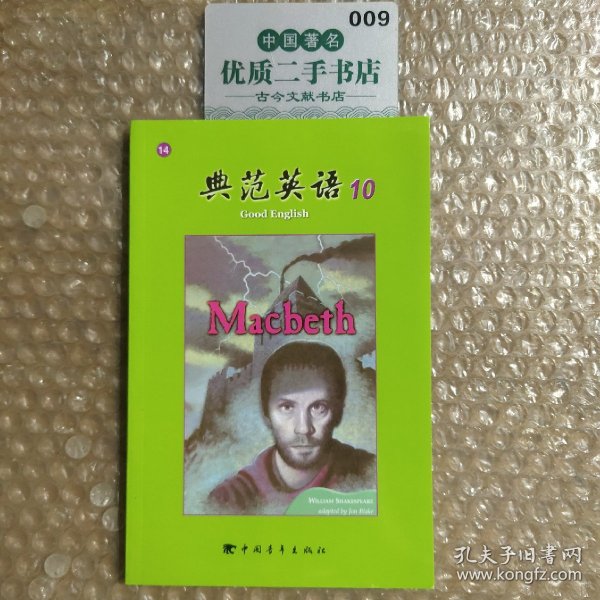 009
中国著名
优质二手书店
古今文献书店
14
典范英语 10
Good English
Macbeth
WILLIAM SHAKESPEARE
adapted by Jon Blake
中国青年出版社
孔夫子旧书网
www.kongfz.com